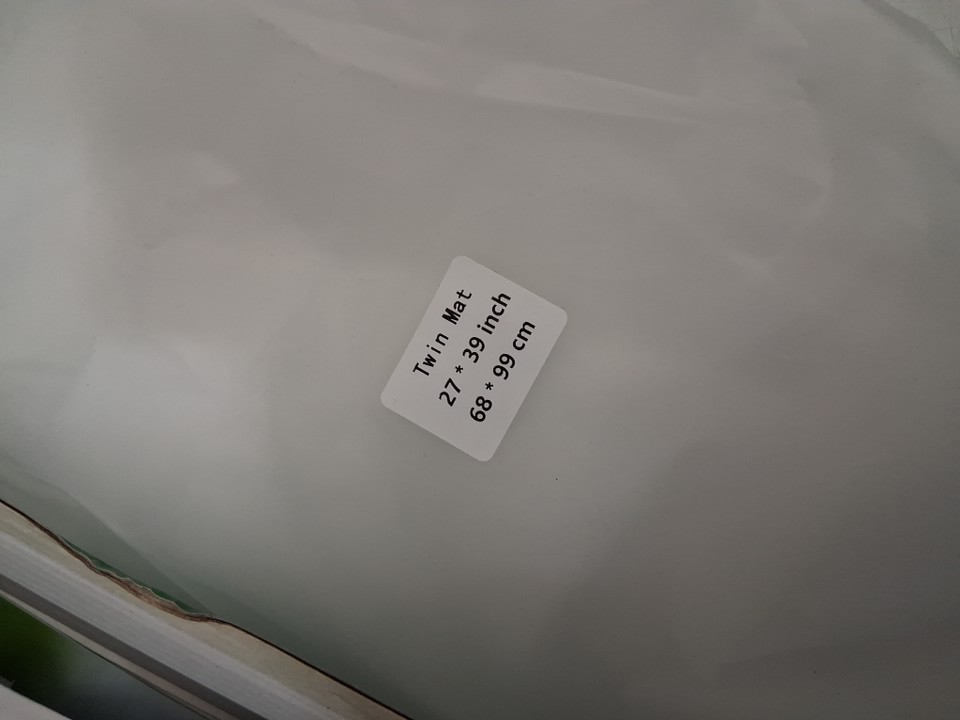 Twin Mat
27 * 39 inch
68 * 99 cm